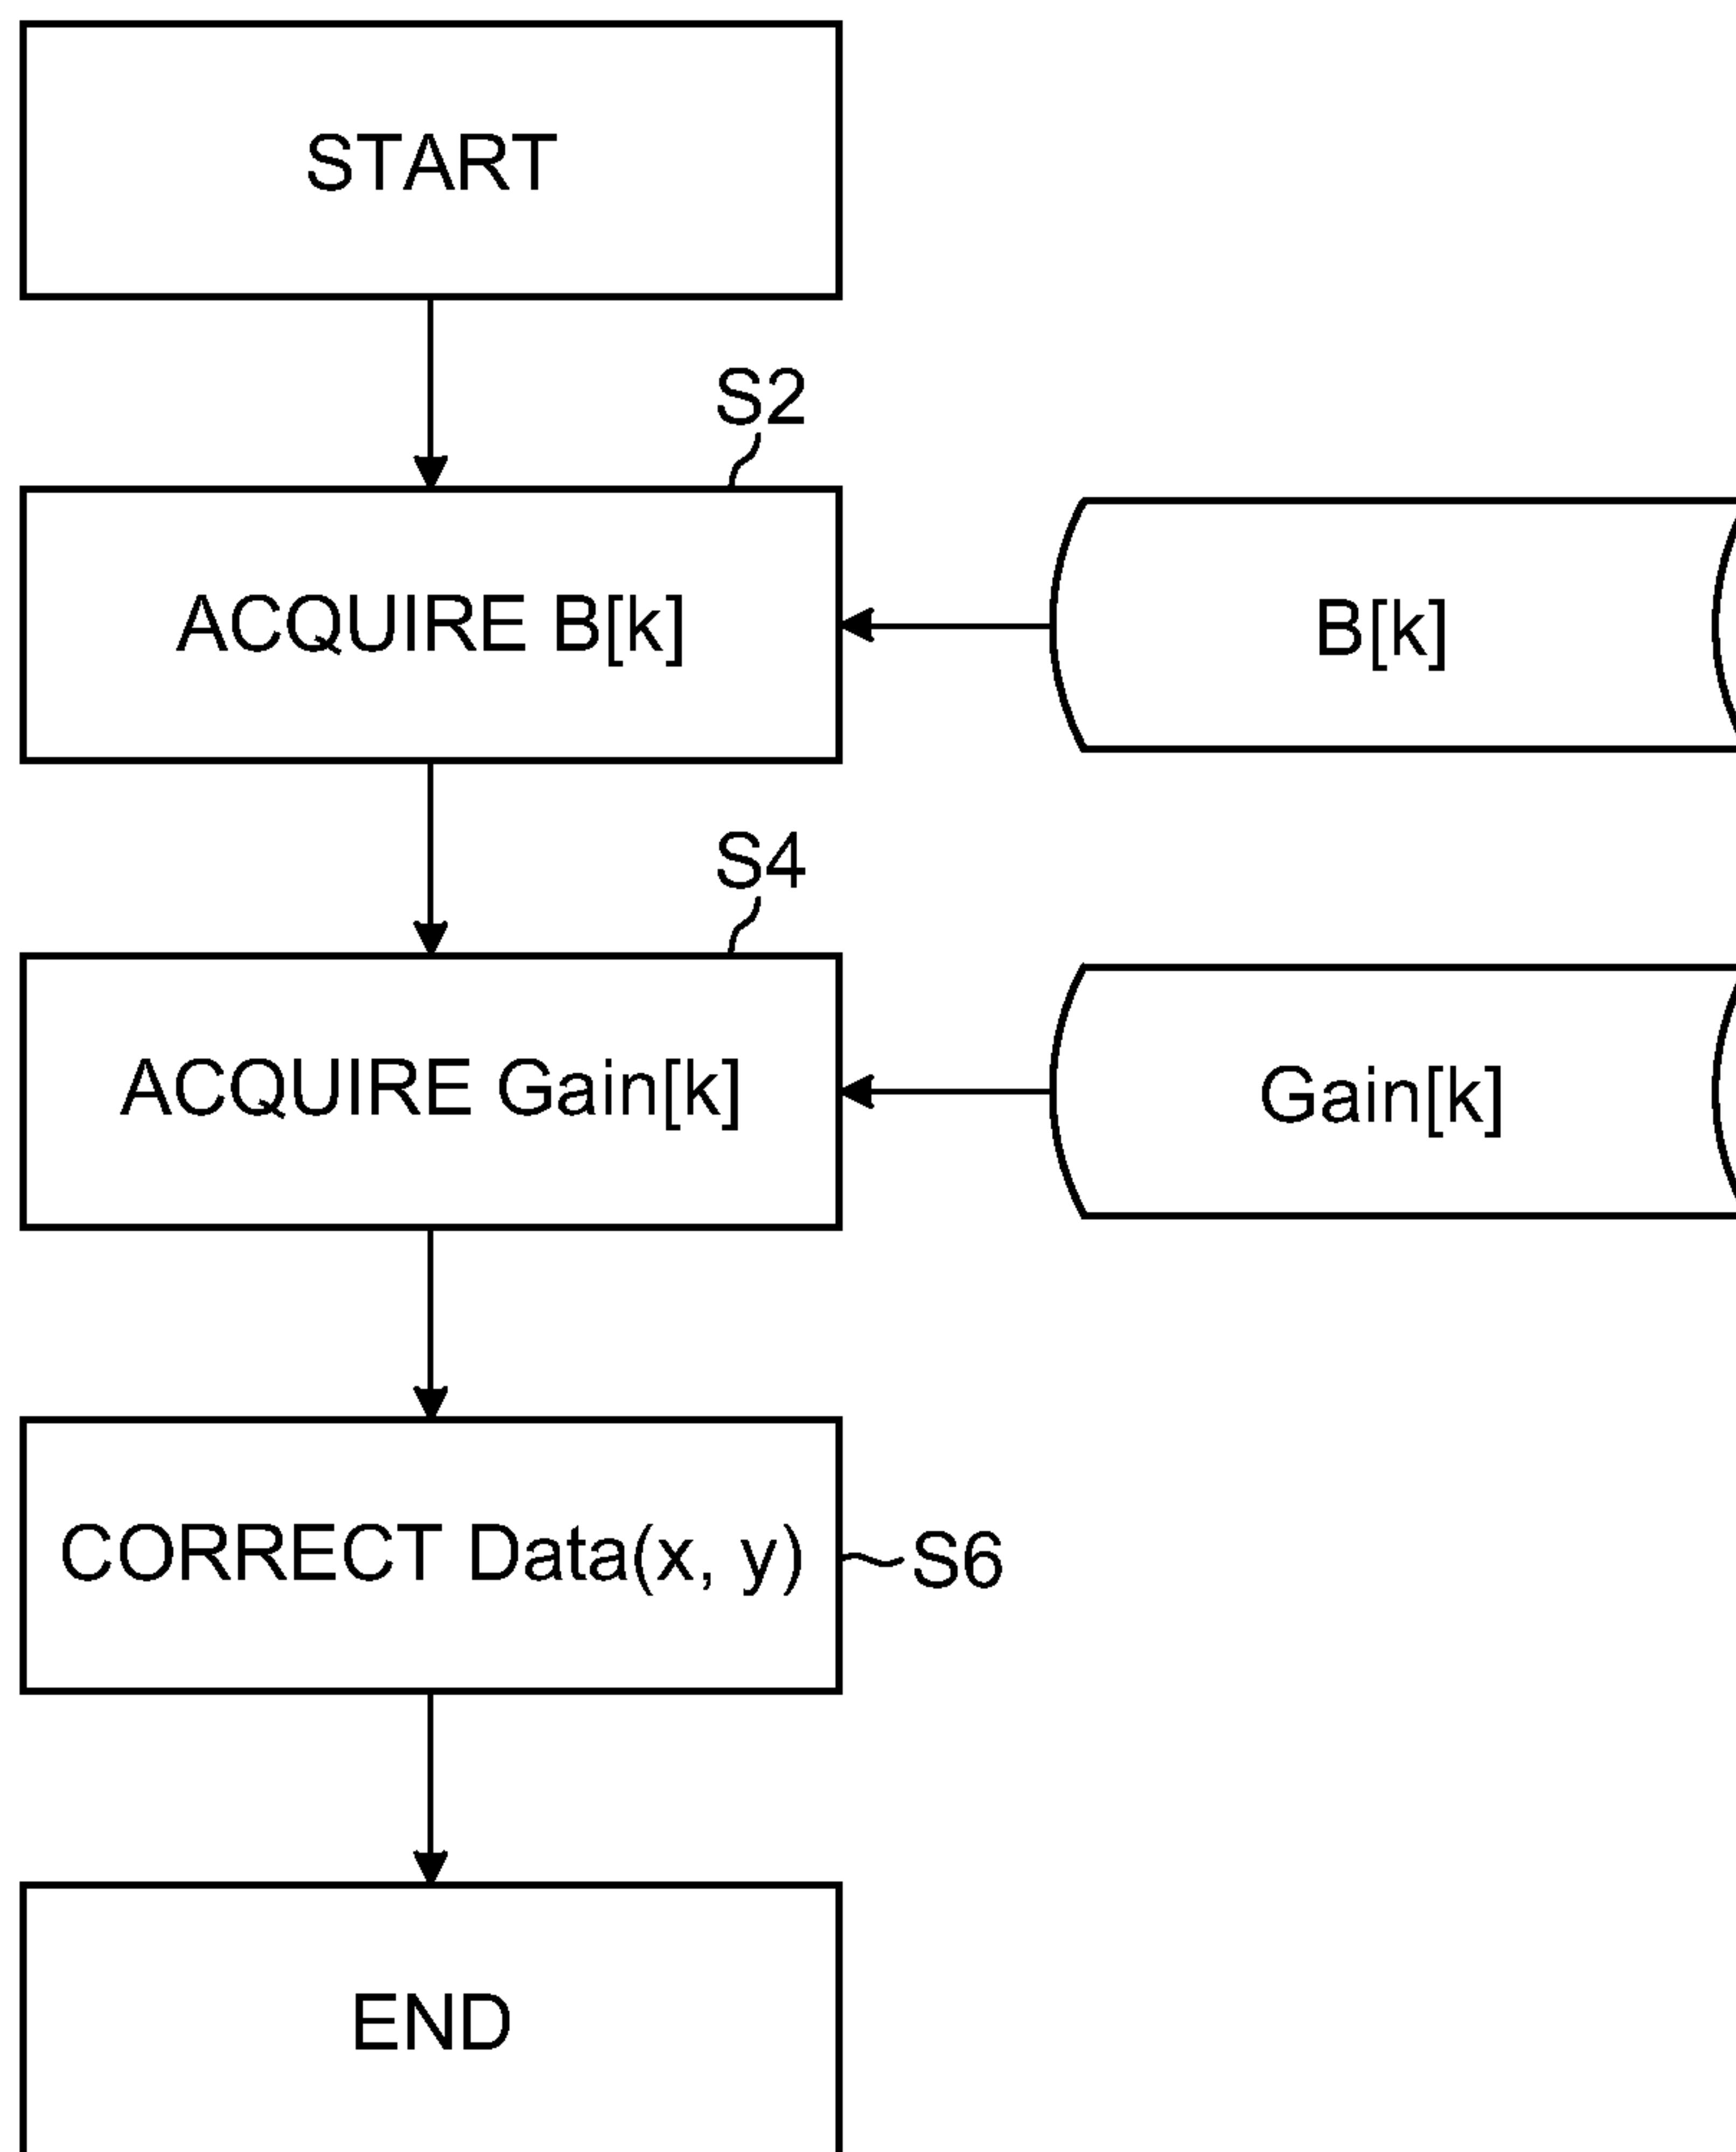 START
S2
ACQUIRE B[k]
B[k]
S4
ACQUIRE Gain[k]
Gain[k]
CORRECT Data(x, y)
S6
END